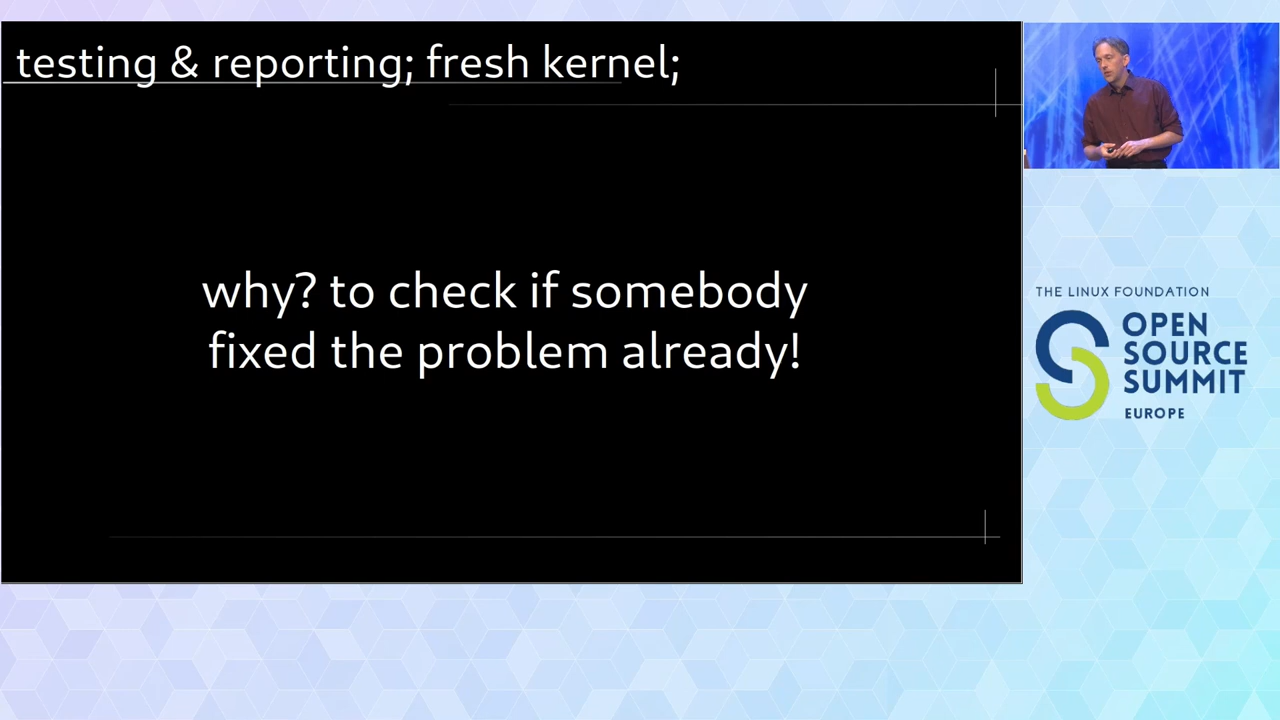 testing & reporting; fresh kernel;
why? to check if somebody
fixed the problem already!
THE LINUX FOUNDATION
OPEN
SOURCE
SUMMIT
EUROPE